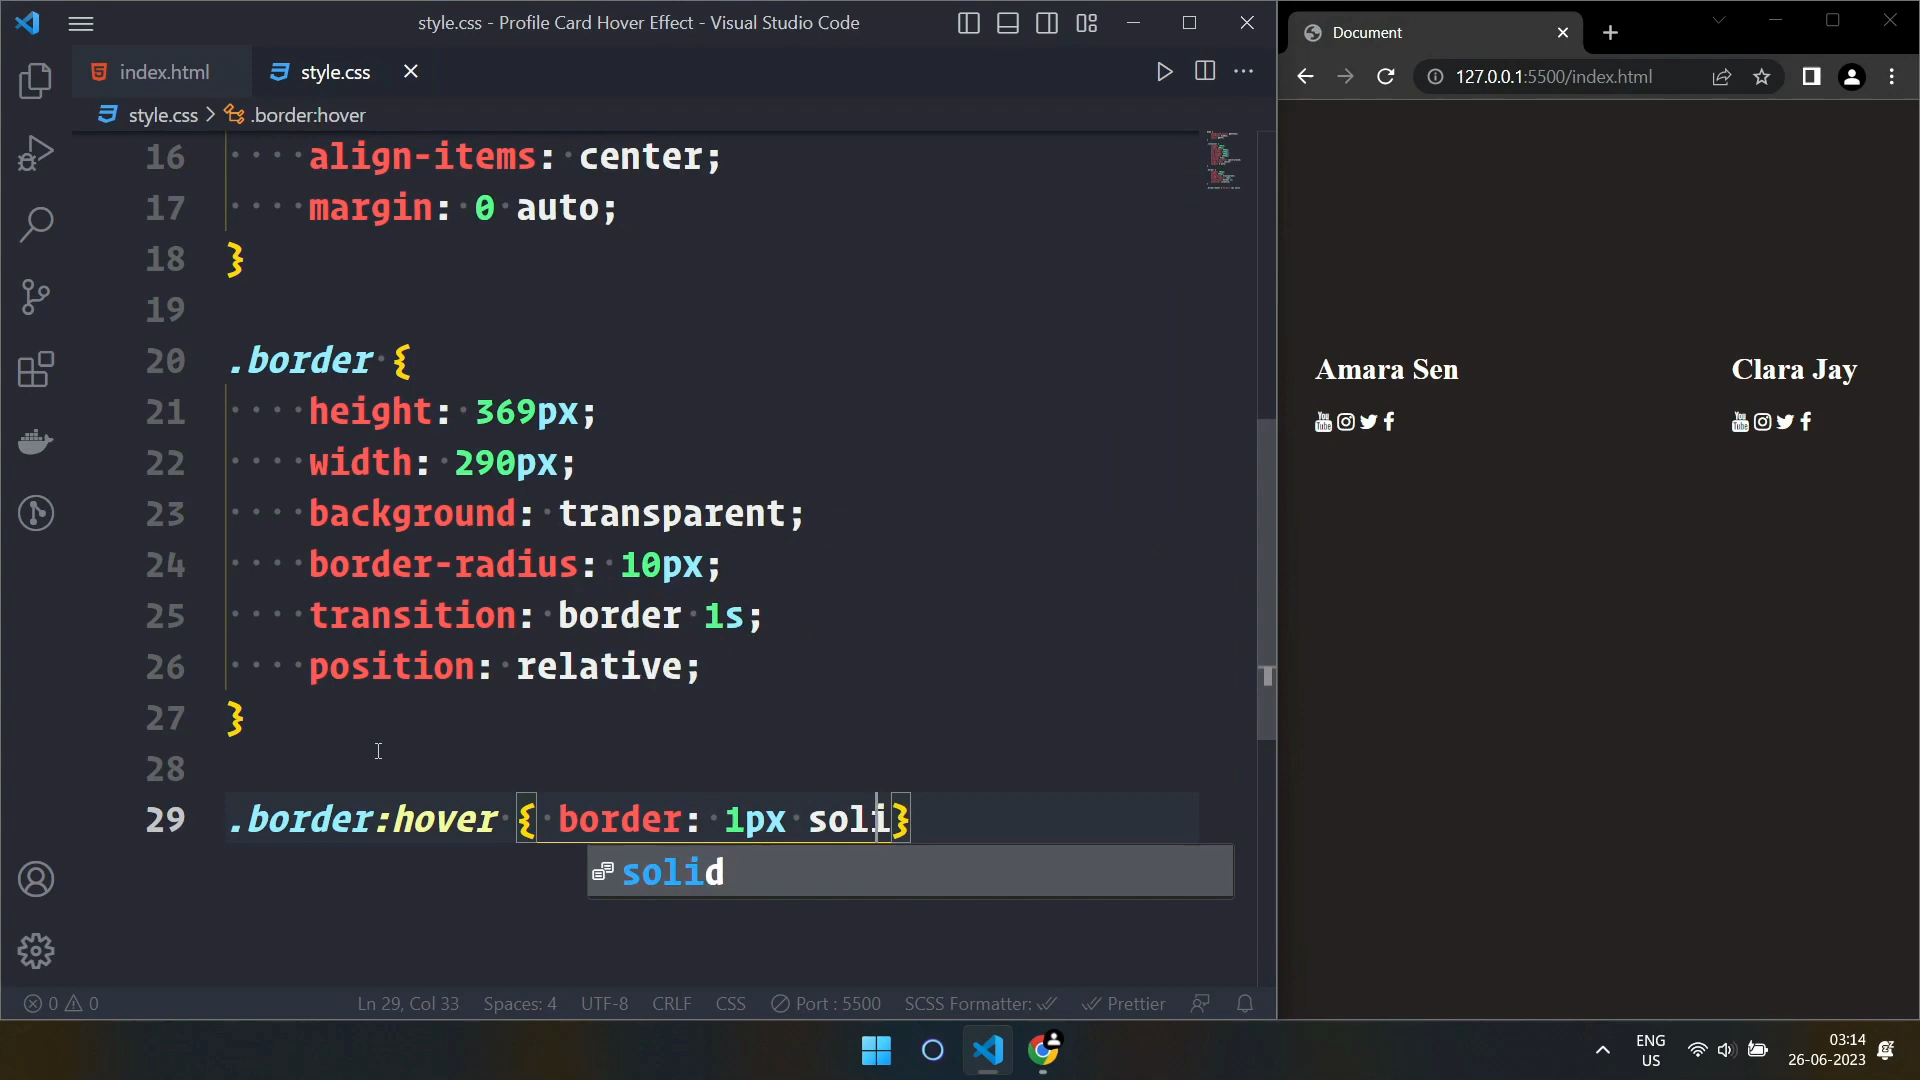 style.css - Profile Card Hover Effect - Visual Studio Code
index.html
style.css
style.css > .border:hover
16 align-items: center;
17 margin: 0 auto;
18 }
19
20 .border {
21 height: 369px;
22 width: 290px;
23 background: transparent;
24 border-radius: 10px;
25 transition: border 1s;
26 position: relative;
27 }
28
29 .border:hover { border: 1px soli}
solid
0 0
Ln 29, Col 33
Spaces: 4
UTF-8
CRLF
CSS
Port : 5500
SCSS Formatter:
Prettier
Document
127.0.0.1:5500/index.html
Amara Sen
Clara Jay
You Tube
You Tube
ENG
US
03:14
26-06-2023